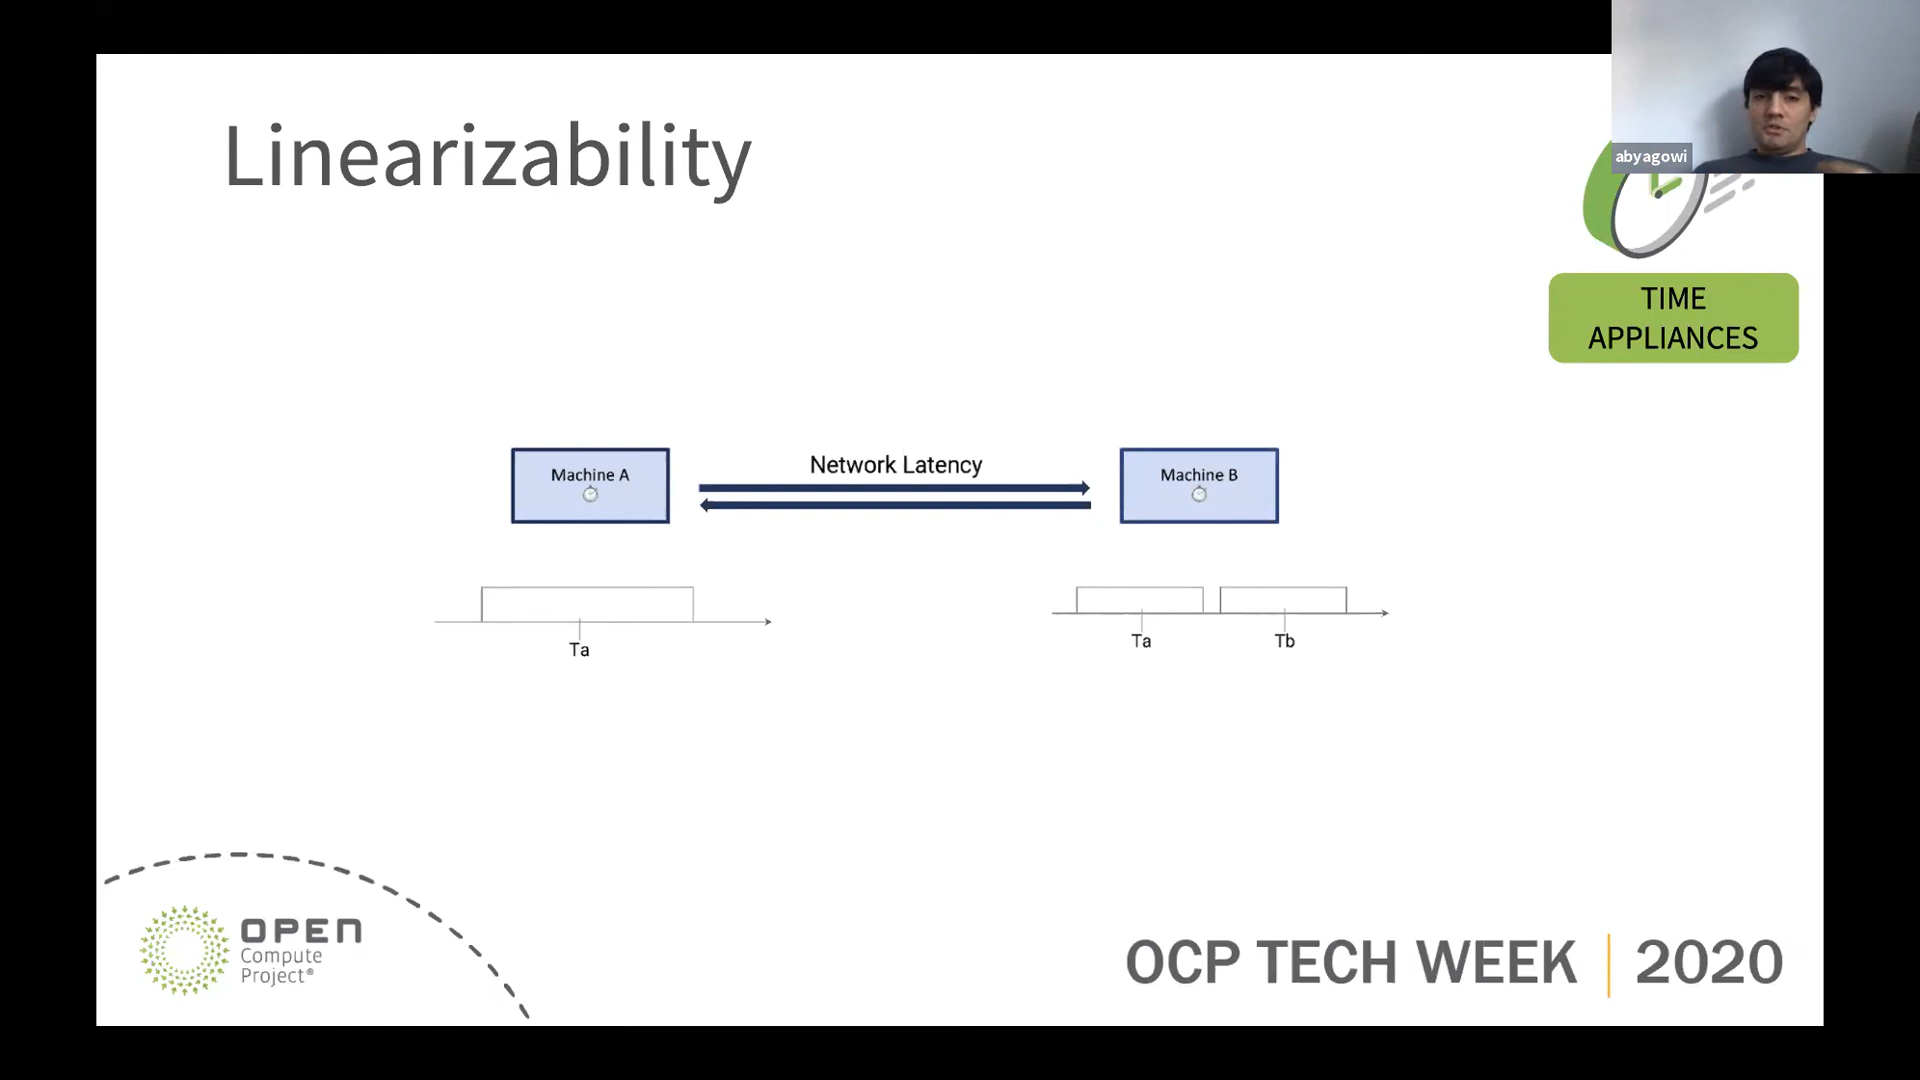 Linearizability
abyagowi
TIME
APPLIANCES
Machine A
Network Latency
Machine B
Ta
Ta
Tb
OPEN
Compute
Project®
OCP TECH WEEK | 2020